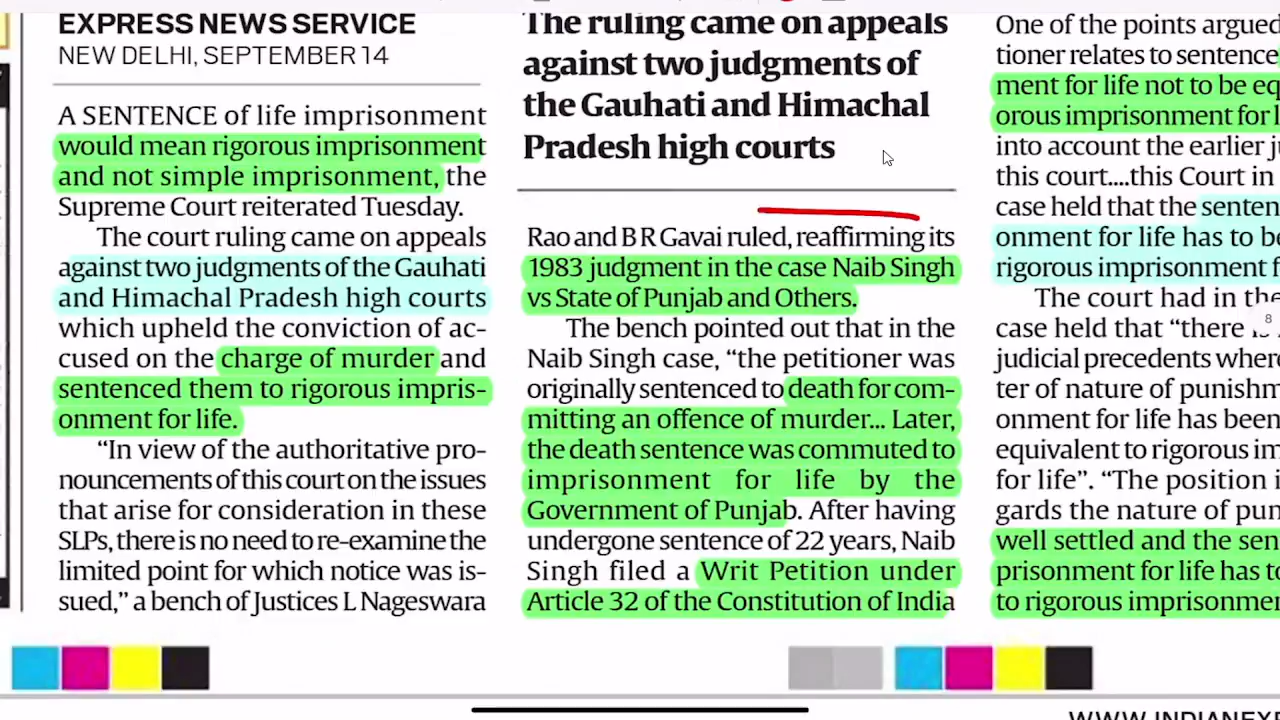 EXPRESS NEWS SERVICE
NEW DELHI, SEPTEMBER 14
A SENTENCE of life imprisonment
would mean rigorous imprisonment
and not simple imprisonment, the
Supreme Court reiterated Tuesday.
The court ruling came on appeals
against two judgments of the Gauhati
and Himachal Pradesh high courts
which upheld the conviction of ac-
cused on the charge of murder and
sentenced them to rigorous impris-
onment for life.
“In view of the authoritative pro-
nouncements of this court on the issues
that arise for consideration in these
SLPs, there is no need to re-examine the
limited point for which notice was is-
sued,” a bench of Justices L Nageswara
The ruling came on appeals
against two judgments of
the Gauhati and Himachal
Pradesh high courts
Rao and B R Gavai ruled, reaffirming its
1983 judgment in the case Naib Singh
vs State of Punjab and Others.
The bench pointed out that in the
Naib Singh case, “the petitioner was
originally sentenced to death for com-
mitting an offence of murder... Later,
the death sentence was commuted to
imprisonment for life by the
Government of Punjab. After having
undergone sentence of 22 years, Naib
Singh filed a Writ Petition under
Article 32 of the Constitution of India
One of the points argued
tioner relates to sentence
ment for life not to be eq
orous imprisonment for l
into account the earlier ju
this court....this Court in
case held that the senten
onment for life has to be
rigorous imprisonment f
The court had in the
case held that “there
judicial precedents where
ter of nature of punishm
onment for life has been
equivalent to rigorous im
for life”. “The position i
gards the nature of pun
well settled and the sen
prisonment for life has to
to rigorous imprisonmen
8